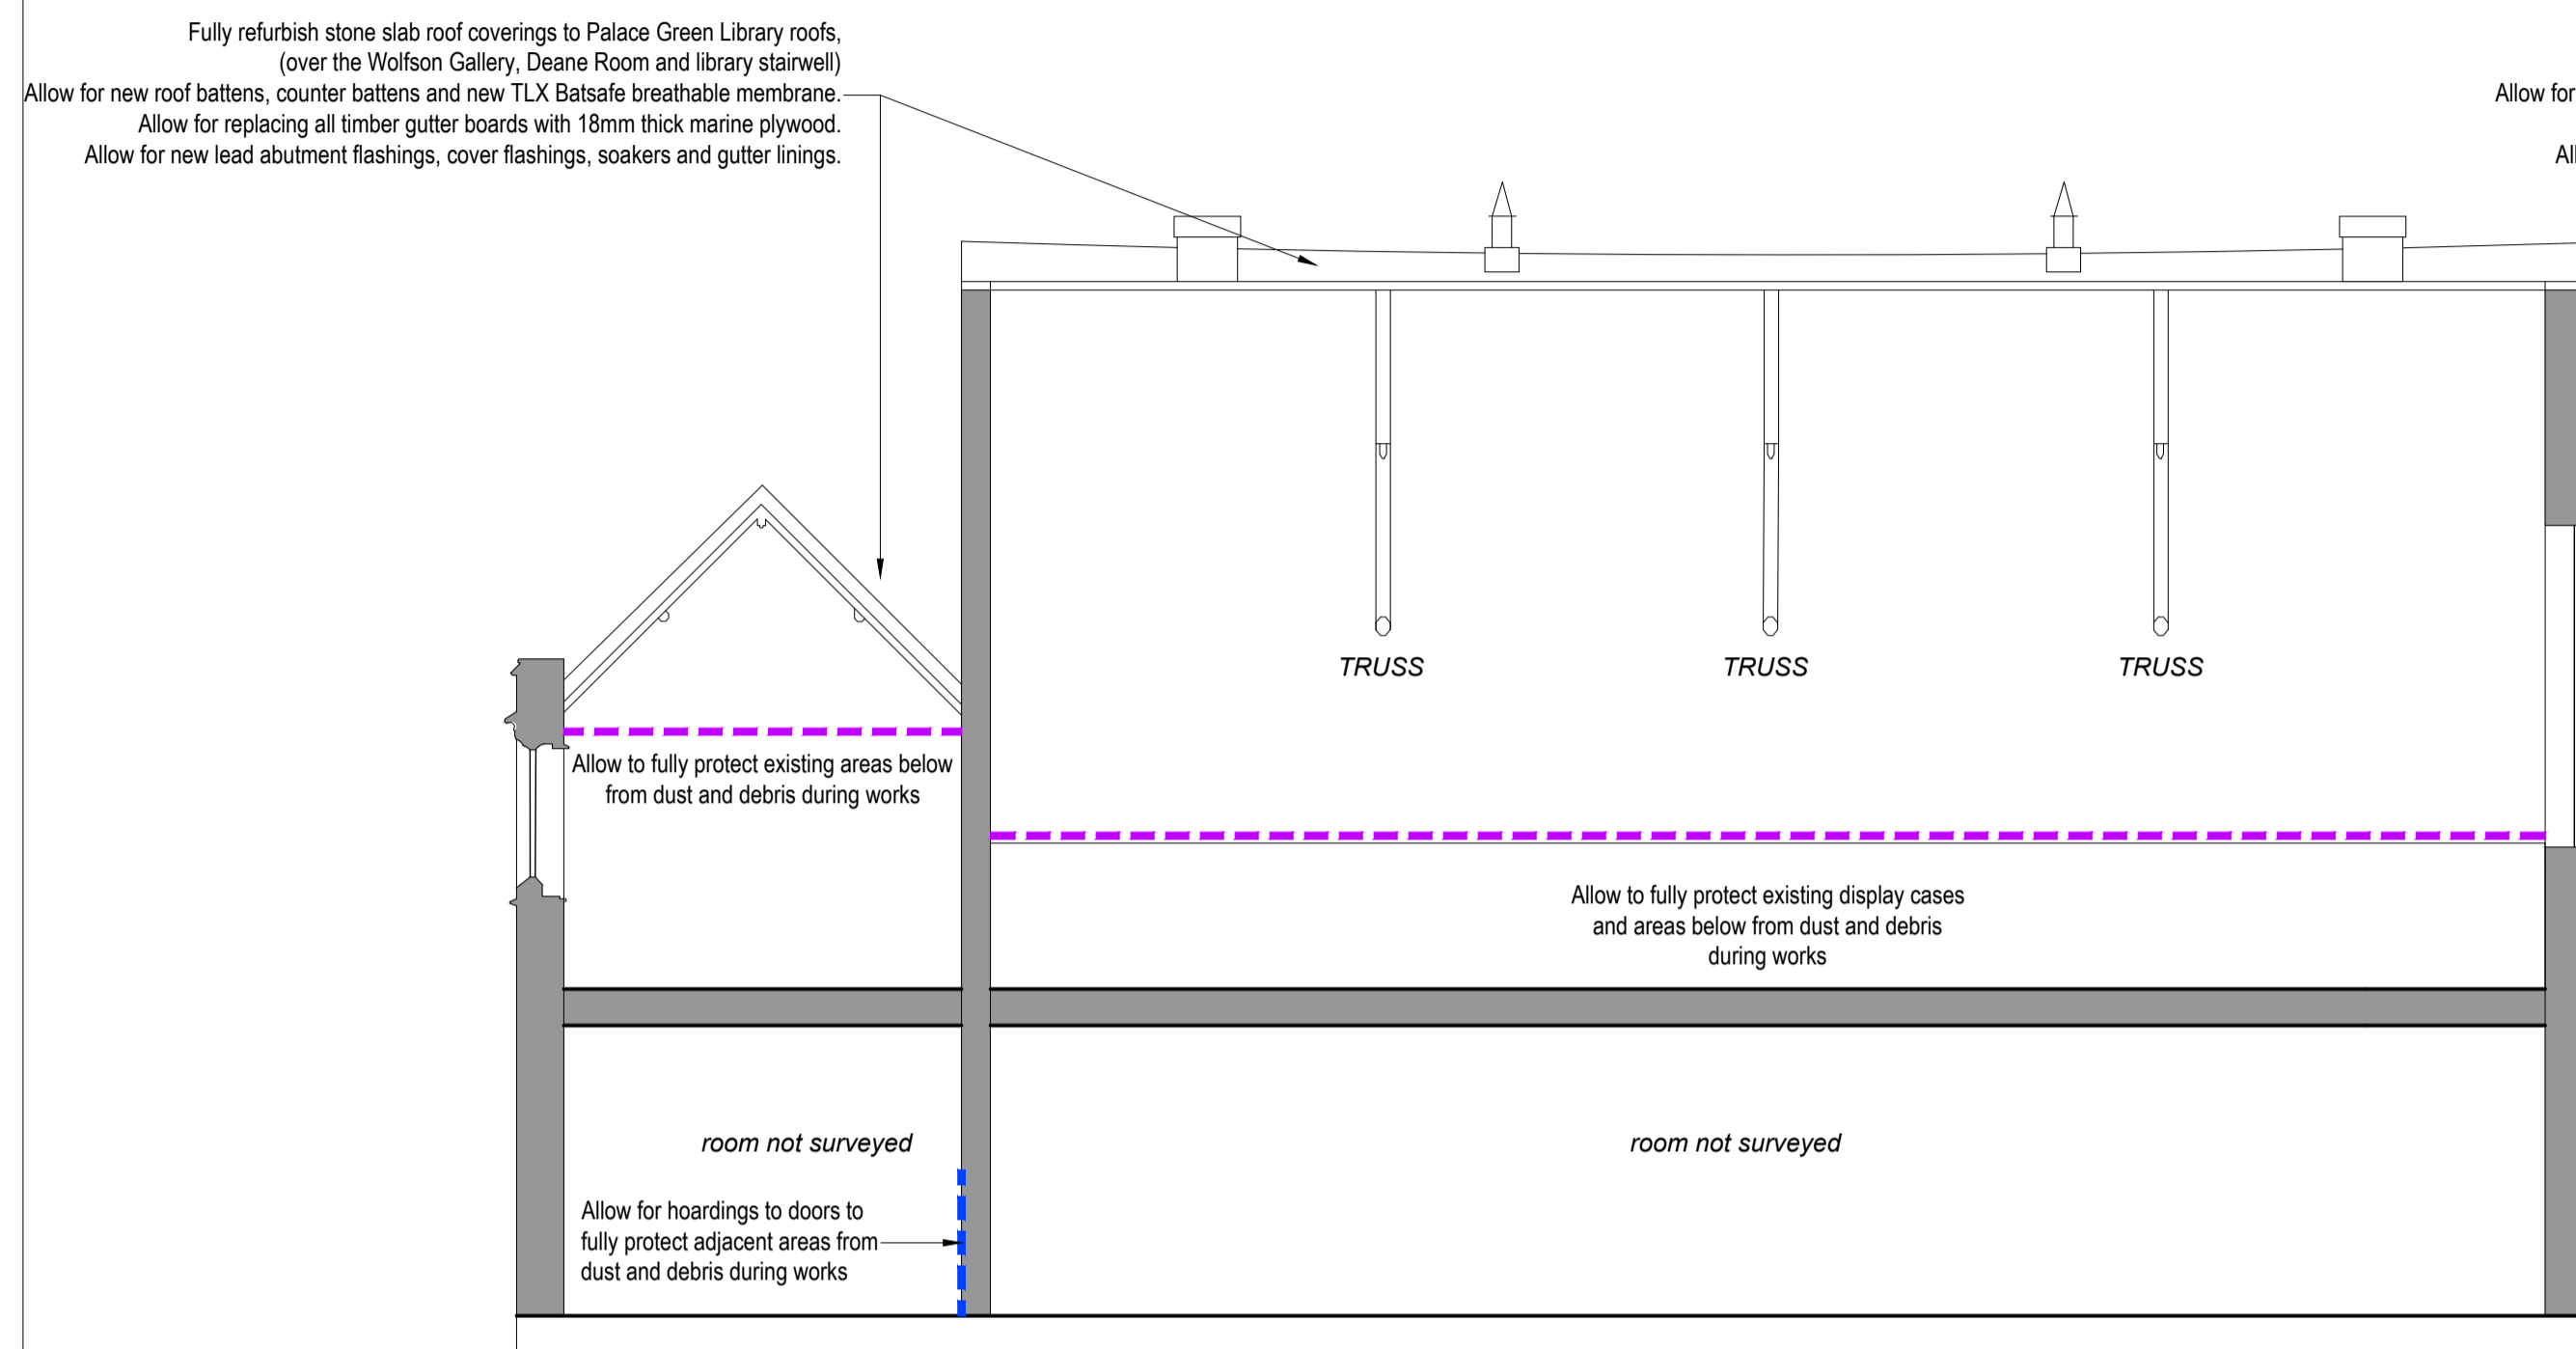 Fully refurbish stone slab roof coverings to Palace Green Library roofs,
(over the Wolfson Gallery, Deane Room and library stairwell)
Allow for new roof battens, counter battens and new TLX Batsafe breathable membrane.
Allow for replacing all timber gutter boards with 18mm thick marine plywood.
Allow for new lead abutment flashings, cover flashings, soakers and gutter linings.
Allow for
TRUSS
TRUSS
TRUSS
Allow to fully protect existing areas below
from dust and debris during works
Allow to fully protect existing display cases
and areas below from dust and debris
during works
room not surveyed
room not surveyed
Allow for hoardings to doors to
fully protect adjacent areas from
dust and debris during works